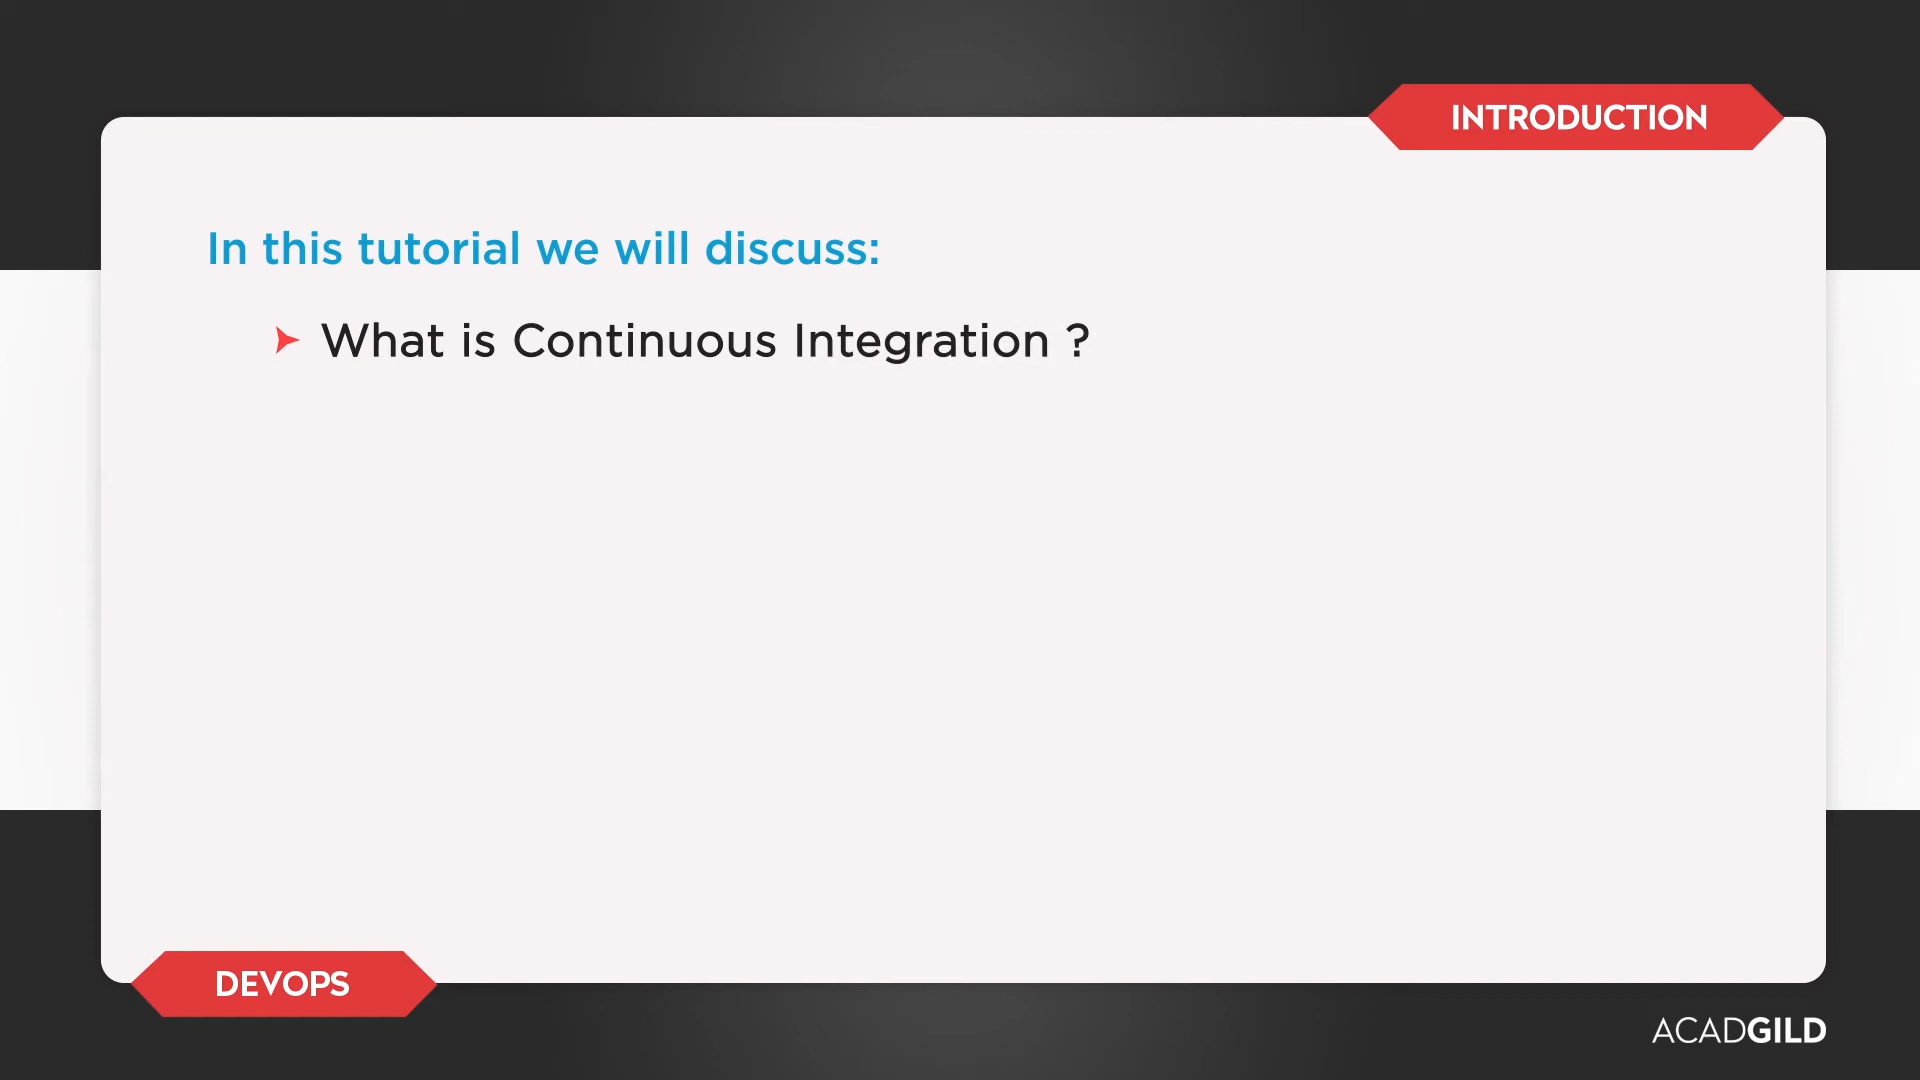 INTRODUCTION
In this tutorial we will discuss:
➤ What is Continuous Integration ?
DEVOPS
ACADGILD